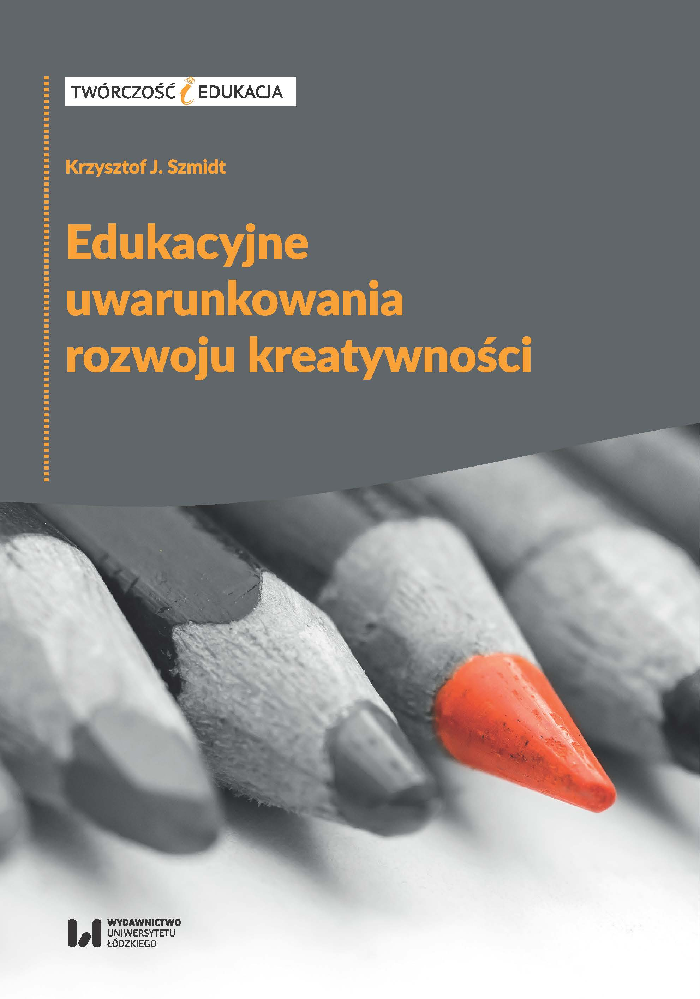 TWÓRCZOŚĆ i EDUKACJA
Krzysztof J. Szmidt
Edukacyjne
uwarunkowania
rozwoju kreatywności
WYDAWNICTWO
UNIWERSYTETU
ŁÓDZKIEGO